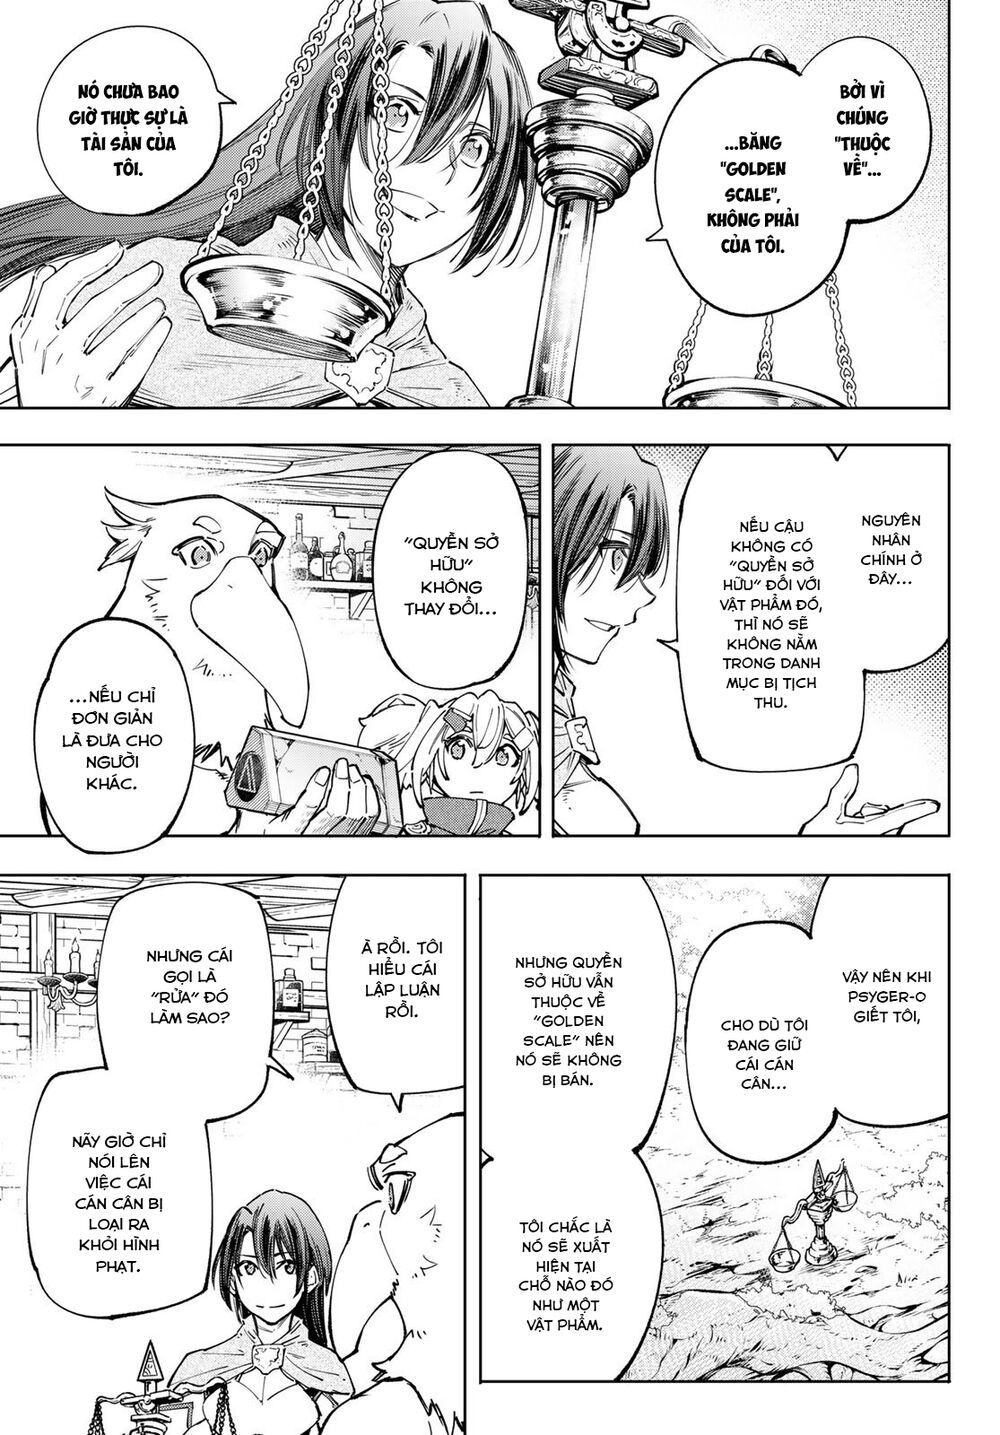 BỞI VÌ
CHÚNG
"THUỘC
VỀ"...
...BĂNG
"GOLDEN
SCALE",
KHÔNG PHẢI
CỦA TÔI.
NÓ CHƯA BAO
GIỜ THỰC SỰ LÀ
TÀI SẢN CỦA
TÔI.
NGUYÊN
NHÂN
CHÍNH Ở
ĐÂY...
NẾU CẬU
KHÔNG CÓ
"QUYỀN SỞ
HỮU" ĐỐI VỚI
VẬT PHẨM ĐÓ,
THÌ NÓ SẼ
KHÔNG NẰM
TRONG DANH
MỤC BỊ TỊCH
THU.
"QUYỀN SỞ
HỮU"
KHÔNG
THAY ĐỔI...
...NẾU CHỈ
ĐƠN GIẢN
LÀ ĐƯA CHO
NGƯỜI
KHÁC.
VẬY NÊN KHI
PSYGER-0
GIẾT TÔI,
CHO DÙ TÔI
ĐANG GIỮ
CÁI CÁN
CÂN...
NHƯNG QUYỀN
SỞ HỮU VẪN
THUỘC VỀ
"GOLDEN
SCALE" NÊN
NÓ SẼ KHÔNG
BỊ BÁN.
TÔI CHẮC LÀ
NÓ SẼ XUẤT
HIỆN TẠI
CHỖ NÀO ĐÓ
NHƯ MỘT
VẬT PHẨM.
À RỒI. TÔI
HIỂU CÁI
LẬP LUẬN
RỒI.
NHƯNG CÁI
GỌI LÀ
"RỬA" ĐÓ
LÀM SAO?
NÃY GIỜ CHỈ
NÓI LÊN
VIỆC CÁI
CÁN CÂN BỊ
LOẠI RA
KHỎI HÌNH
PHẠT.